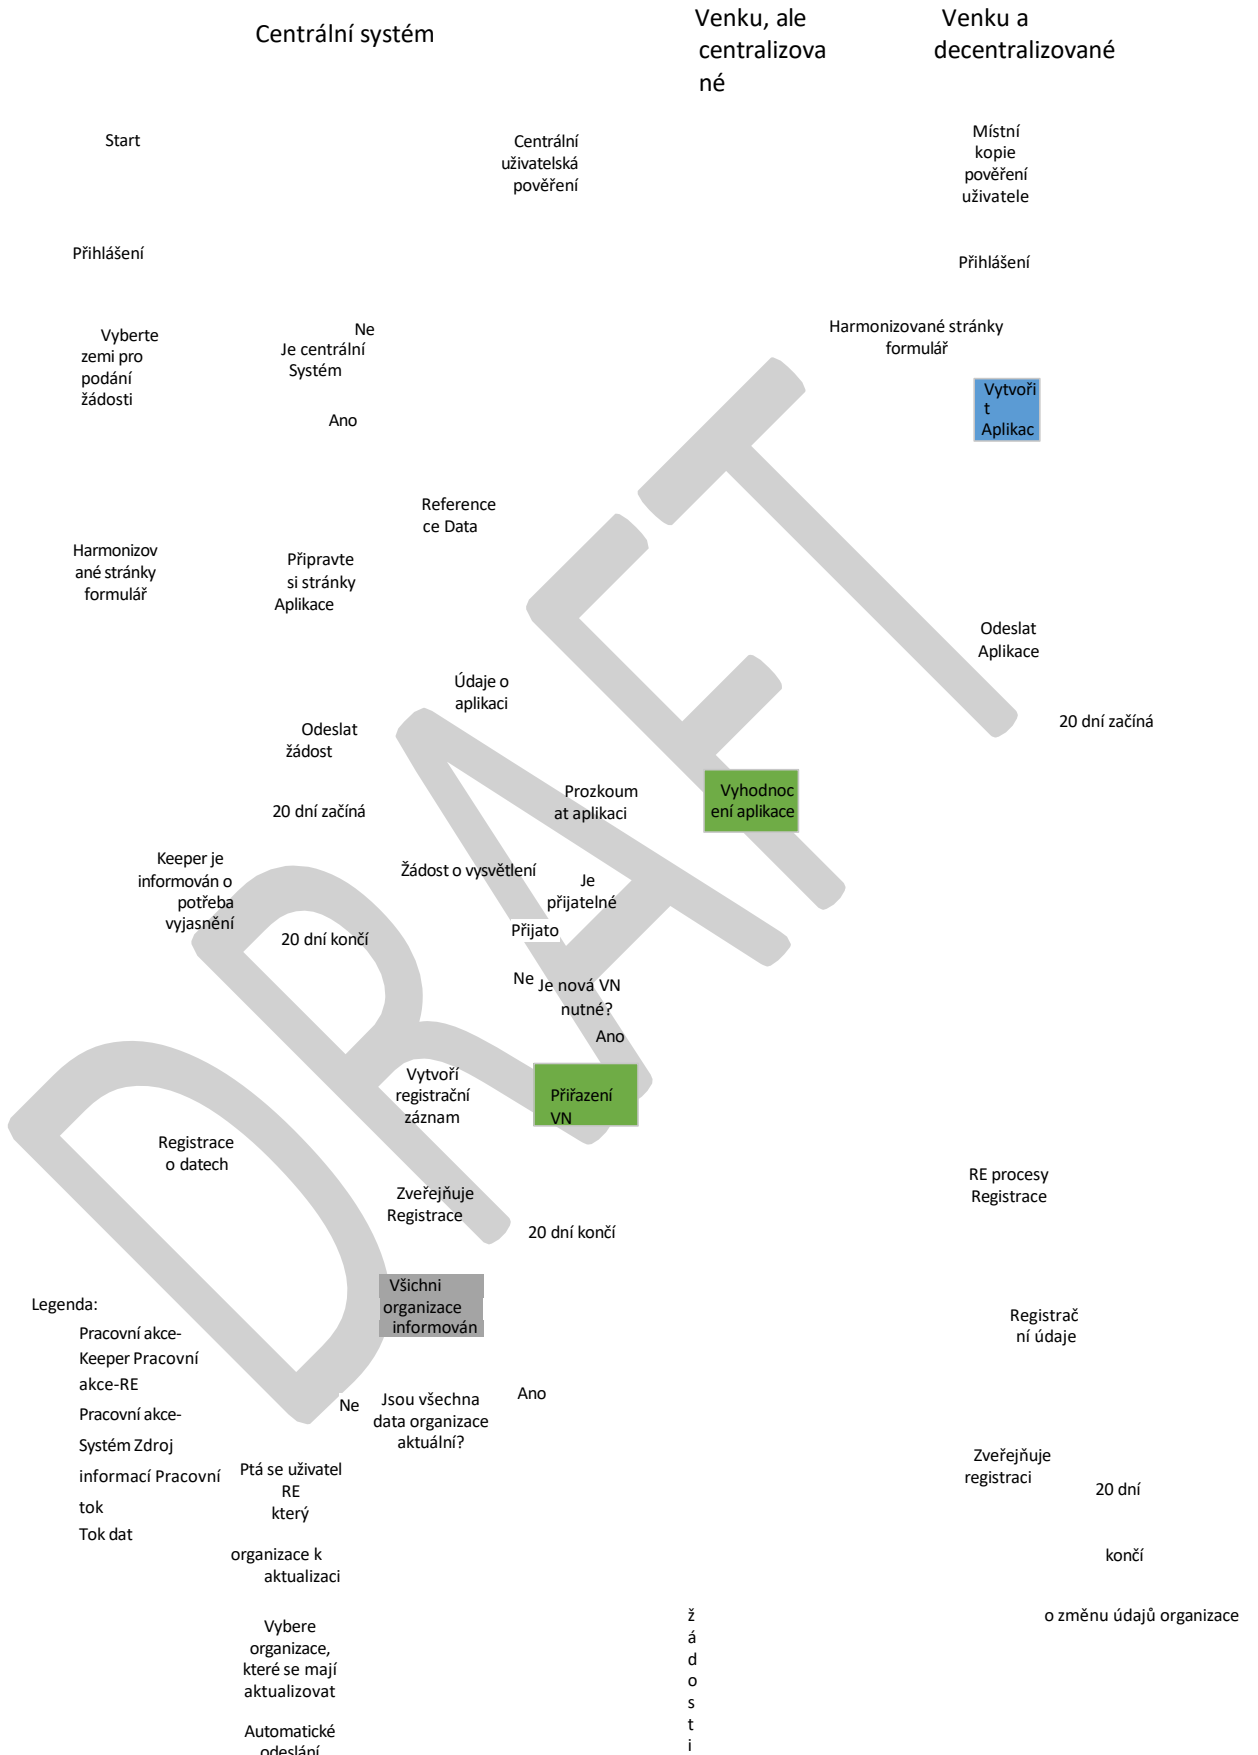 Centrální systém
Venku, ale
centralizova
né
Venku a
decentralizované
Start
Centrální
uživatelská
pověření
Místní
kopie
pověření
uživatele
Přihlášení
Přihlášení
Vyberte
zemi pro
podání
žádosti
Ne
Je centrální
Systém
Ano
Harmonizované stránky
formulář
Vytvoři
t
Aplikac
Reference
ce Data
Harmonizov
ané stránky
formulář
Připravte
si stránky
Aplikace
Odeslat
Aplikace
Údaje o
aplikaci
Odeslat
žádost
20 dní začíná
20 dní začíná
Prozkoum
at aplikaci
Vyhodnoc
ení aplikace
Keeper je
informován o
potřeba
vyjasnění
Žádost o vysvětlení
Je
přijatelné
Přijato
20 dní končí
Ne
Je nová VN
nutné?
Ano
Vytvoří
registrační
záznam
Přiřazení
VN
Registrace
o datech
RE procesy
Registrace
Zveřejňuje
Registrace
20 dní končí
Všichni
organizace
informován
Legenda:
Pracovní akce-
Keeper Pracovní
akce-RE
Pracovní akce-
Systém Zdroj
informací Pracovní
tok
Tok dat
Registrač
ní údaje
Ne
Jsou všechna
data organizace
aktuální?
Ano
Ptá se uživatel
RE
který
organizace k
aktualizaci
Zveřejňuje
registraci
20 dní
končí
Vybere
organizace,
které se mají
aktualizovat
Automatické
odeslání
ž
á
d
o
s
t
i
o změnu údajů organizace
DRAFT